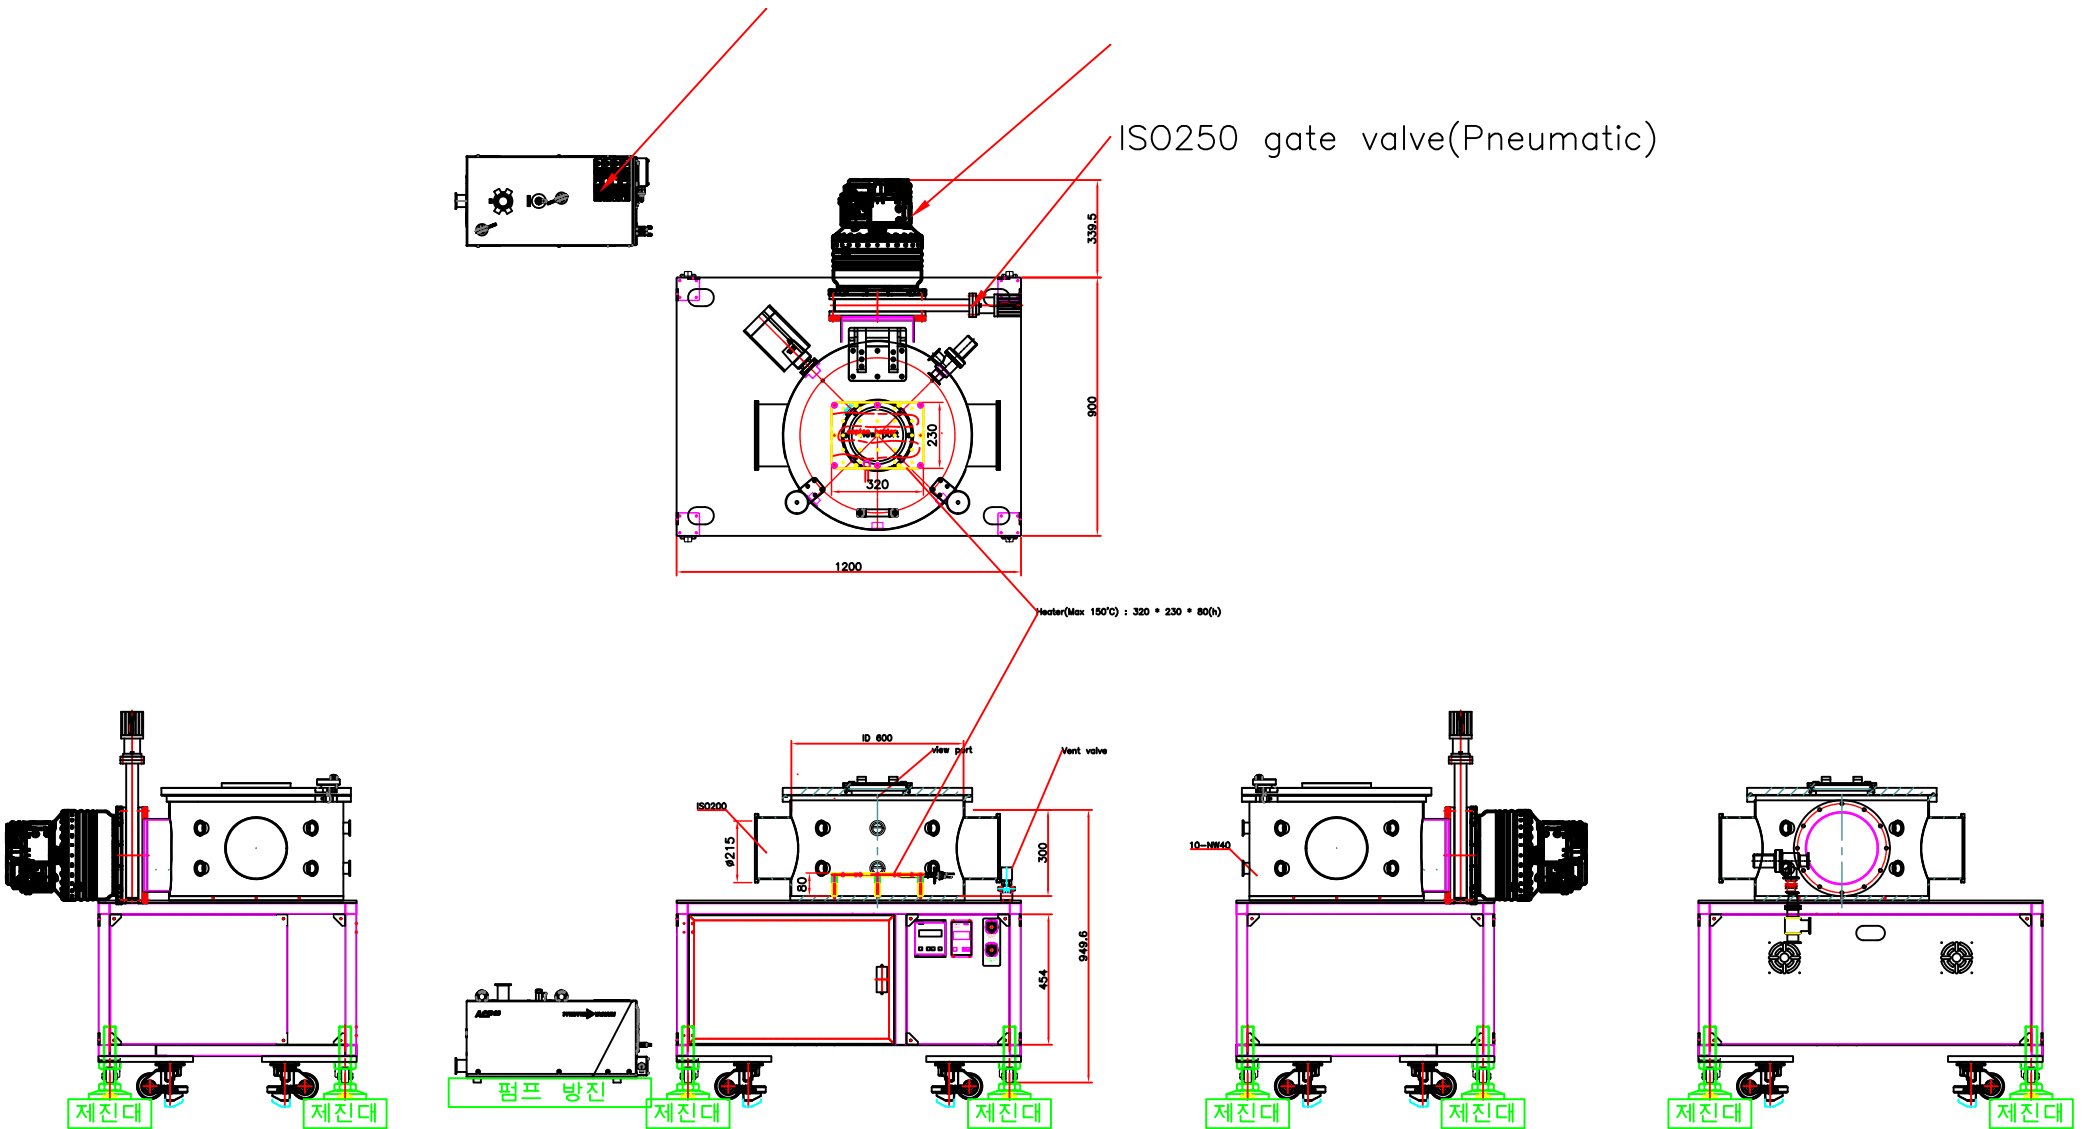 ISO250 gate valve(Pneumatic)
339.5
900
230
view port
320
1200
Heater(Max 150℃) : 320 * 230 * 80(h)
ID 600
view port
Vent valve
ISO200
ø215
80
300
454
949.6
10-NW40
ACP
펌프 방진
제진대
제진대
제진대
제진대
제진대
제진대
제진대
제진대